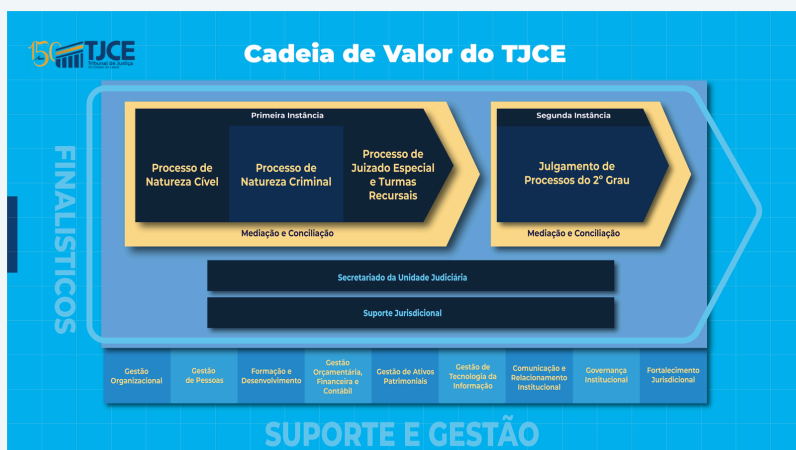 150 TJCE
Tribunal de Justiça
Cadeia de Valor do TJCE
FINALISTICOS
Primeira Instância
Processo de
Natureza Cível
Processo de
Natureza Criminal
Processo de
Juizado Especial
e Turmas
Recursais
Mediação e Conciliação
Segunda Instância
Julgamento de
Processos do 2º Grau
Mediação e Conciliação
Secretariado da Unidade Judiciária
Suporte Jurisdicional
Gestão
Organizacional
Gestão
de Pessoas
Formação e
Desenvolvimento
Gestão
Orçamentária,
Financeira e
Contábil
Gestão de Ativos
Patrimoniais
Gestão de
Tecnologia da
Informação
Comunicação e
Relacionamento
Institucional
Governança
Institucional
Fortalecimento
Jurisdicional
SUPORTE E GESTÃO